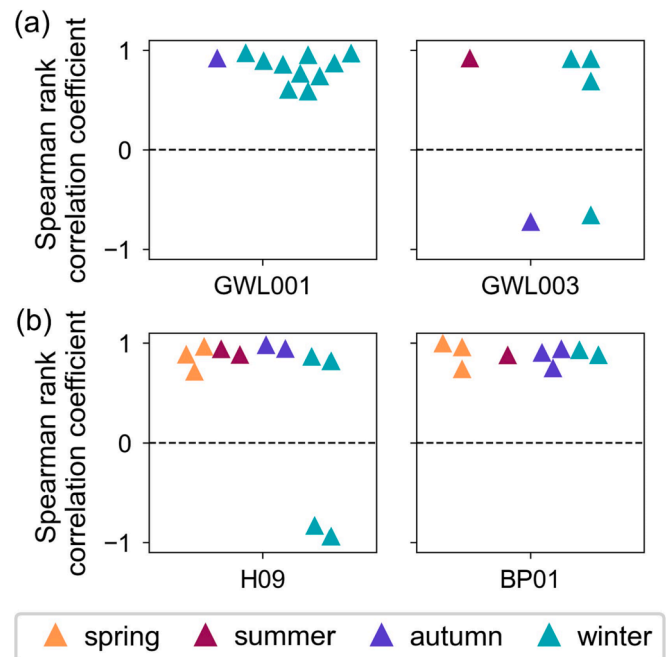 (a)
Spearman rank
correlation coefficient
1
0
−1
GWL001
GWL003
(b)
Spearman rank
correlation coefficient
1
0
−1
H09
BP01
spring summer autumn winter